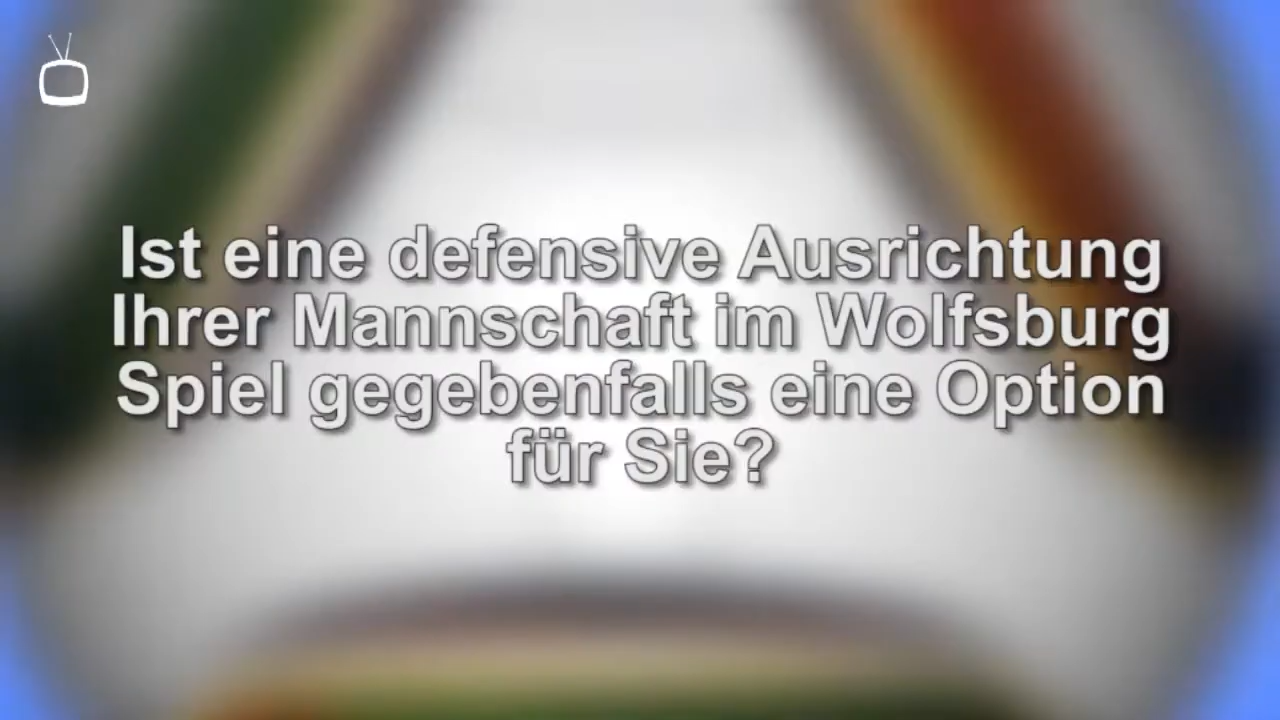 Ist eine defensive Ausrichtung
Ihrer Mannschaft im Wolfsburg
Spiel gegebenfalls eine Option
für Sie?